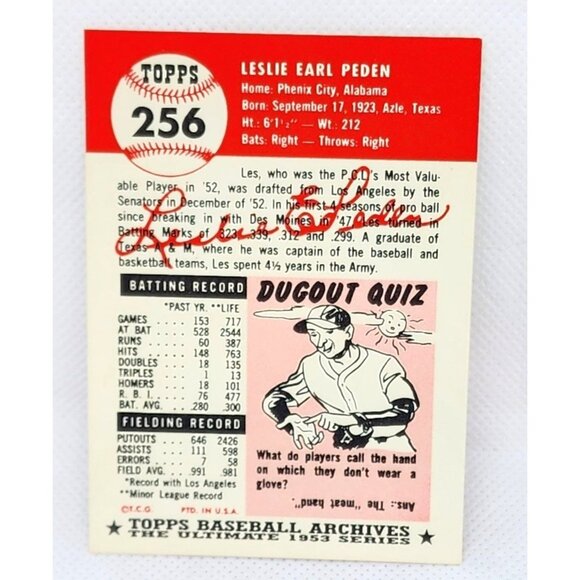 TOPPS
256
LESLIE EARL PEDEN
Home: Phenix City, Alabama
Born: September 17, 1923, Azle, Texas
Ht.: 6'1½" — Wt.: 212
Bats: Right — Throws: Right
Les, who was the P.C.L.'s Most Valu-
able Player in '52, was drafted from Los Angeles by the
Senators in December of '52. In his first 4 seasons of pro ball
since breaking in with Des Moines in '47, Les turned in
Batting Marks of .323, .339, .312 and .299. A graduate of
Texas A & M, where he was captain of the baseball and
basketball teams, Les spent 4½ years in the Army.
Leslie E Peden
BATTING RECORD
*PAST YR. **LIFE
GAMES . . . . 153 717
AT BAT . . . . 528 2544
RUNS . . . . 60 387
HITS . . . . 148 763
DOUBLES . . . 18 135
TRIPLES . . . 1 13
HOMERS . . . 18 101
R. B. I. . . . . 76 477
BAT. AVG. . . .280 .300
FIELDING RECORD
PUTOUTS . . . 646 2426
ASSISTS . . . 111 598
ERRORS . . . 7 58
FIELD AVG. . . .991 .981
*Record with Los Angeles
**Minor League Record
©T.C.G. PTD. IN U.S.A.
DUGOUT QUIZ
What do players call the hand
on which they don't wear a
glove?
Ans.: The "meat hand".
★ TOPPS BASEBALL ARCHIVES ★
THE ULTIMATE 1953 SERIES